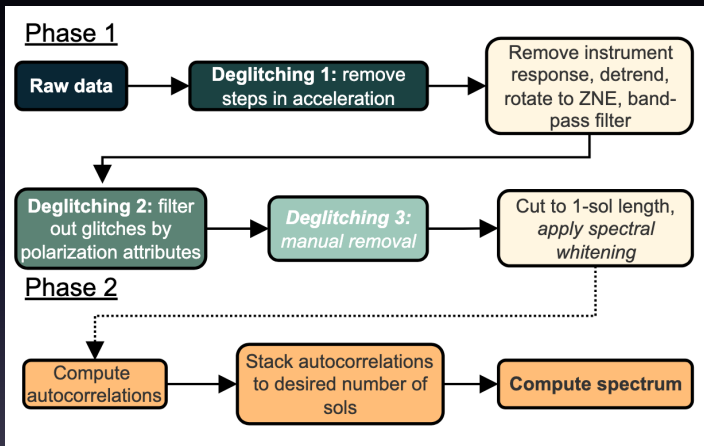 Phase 1
Raw data
Deglitching 1: remove
steps in acceleration
Remove instrument
response, detrend,
rotate to ZNE, band-
pass filter
Deglitching 2: filter
out glitches by
polarization attributes
Deglitching 3:
manual removal
Cut to 1-sol length,
apply spectral
whitening
Phase 2
Compute
autocorrelations
Stack autocorrelations
to desired number of
sols
Compute spectrum